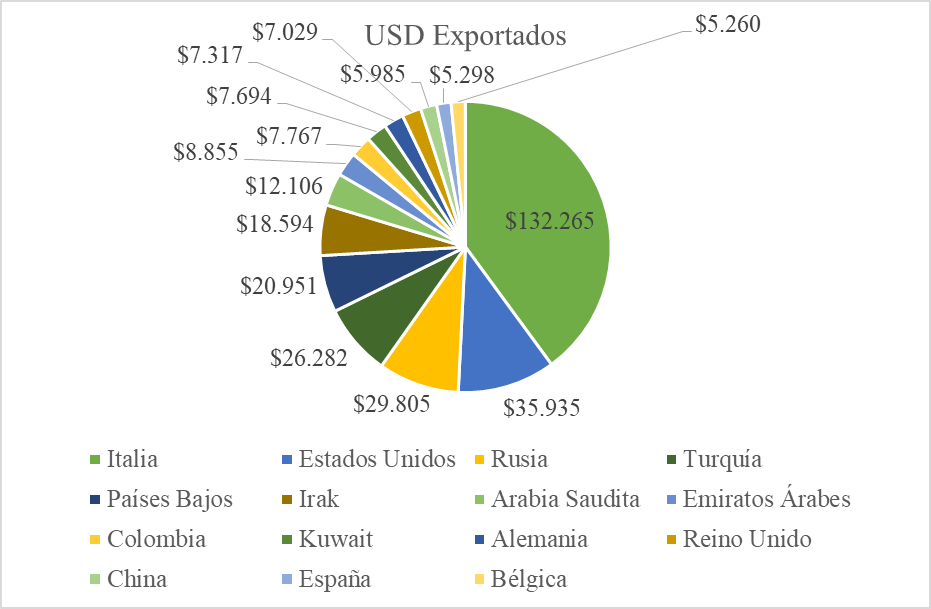 USD Exportados
$132.265
$35.935
$29.805
$26.282
$20.951
$18.594
$12.106
$8.855
$7.767
$7.694
$7.317
$7.029
$5.985
$5.298
$5.260
Italia
Estados Unidos
Rusia
Turquía
Países Bajos
Irak
Arabia Saudita
Emiratos Árabes
Colombia
Kuwait
Alemania
Reino Unido
China
España
Bélgica